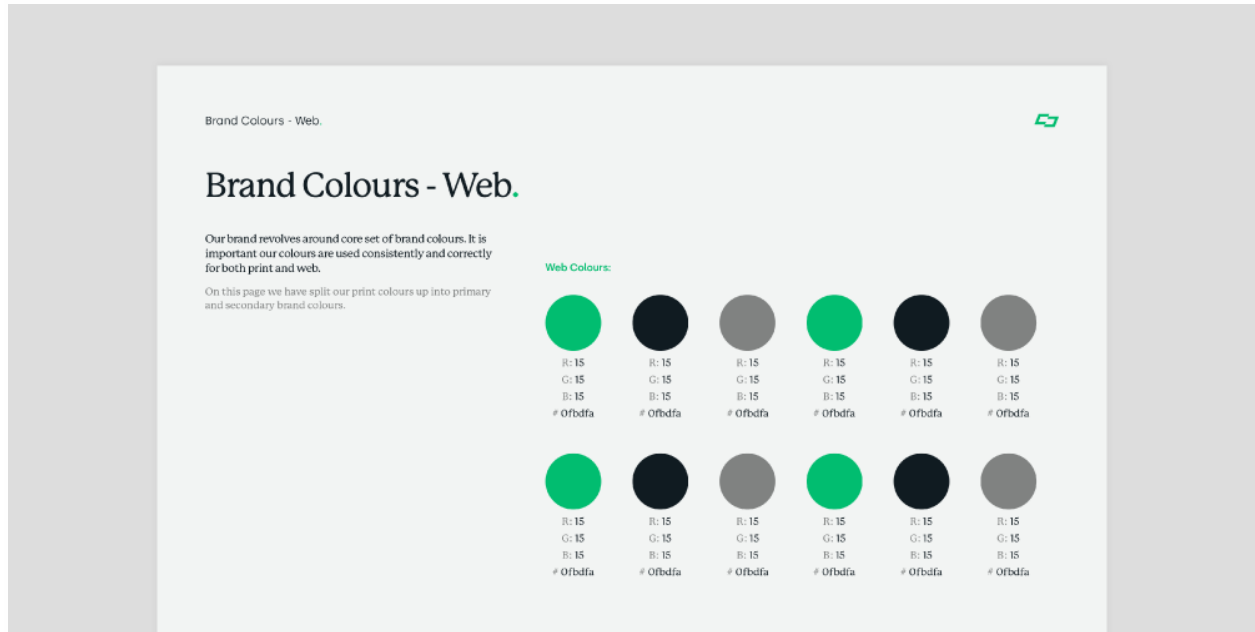 Brand Colours - Web.
Brand Colours - Web.
Our brand revolves around core set of brand colours. It is
important our colours are used consistently and correctly
for both print and web.
On this page we have split our print colours up into primary
and secondary brand colours.
Web Colours:
R: 15 R: 15 R: 15 R: 15 R: 15 R: 15
G: 15 G: 15 G: 15 G: 15 G: 15 G: 15
B: 15 B: 15 B: 15 B: 15 B: 15 B: 15
# 0fbdfa # 0fbdfa # 0fbdfa # 0fbdfa # 0fbdfa # 0fbdfa
R: 15 R: 15 R: 15 R: 15 R: 15 R: 15
G: 15 G: 15 G: 15 G: 15 G: 15 G: 15
B: 15 B: 15 B: 15 B: 15 B: 15 B: 15
# 0fbdfa # 0fbdfa # 0fbdfa # 0fbdfa # 0fbdfa # 0fbdfa